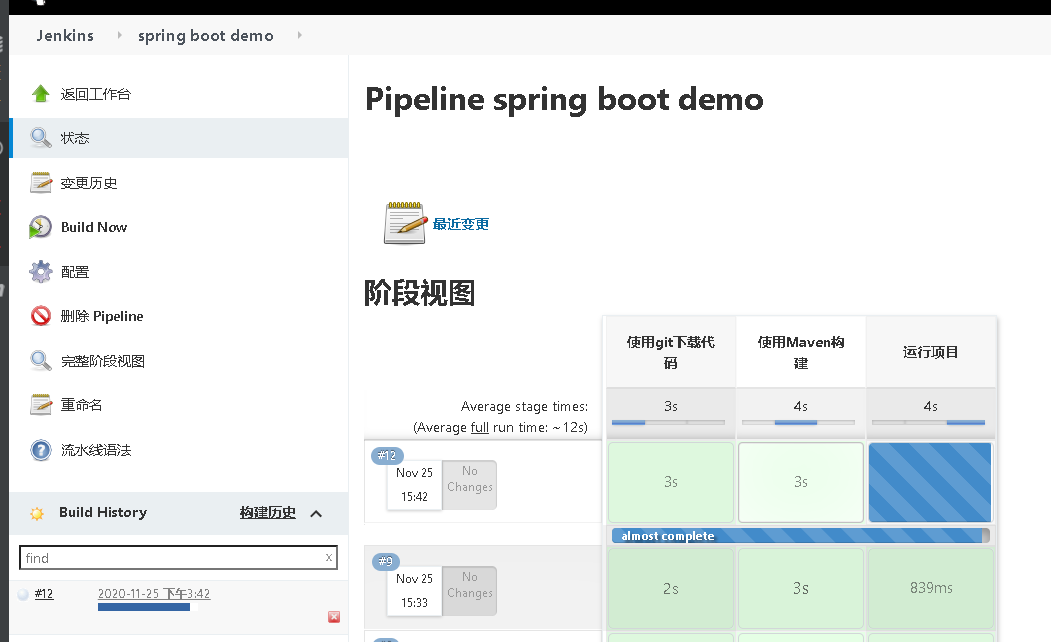 Jenkins
spring boot demo
返回工作台
状态
变更历史
Build Now
配置
删除 Pipeline
完整阶段视图
重命名
流水线语法
Build History
构建历史
find
x
#12
2020-11-25 下午3:42
Pipeline spring boot demo
最近变更
阶段视图
使用git下载代
码
使用Maven构
建
运行项目
Average stage times:
(Average full run time: ~12s)
3s
4s
4s
#12
Nov 25
15:42
No
Changes
3s
3s
almost complete
#9
Nov 25
15:33
No
Changes
2s
3s
839ms